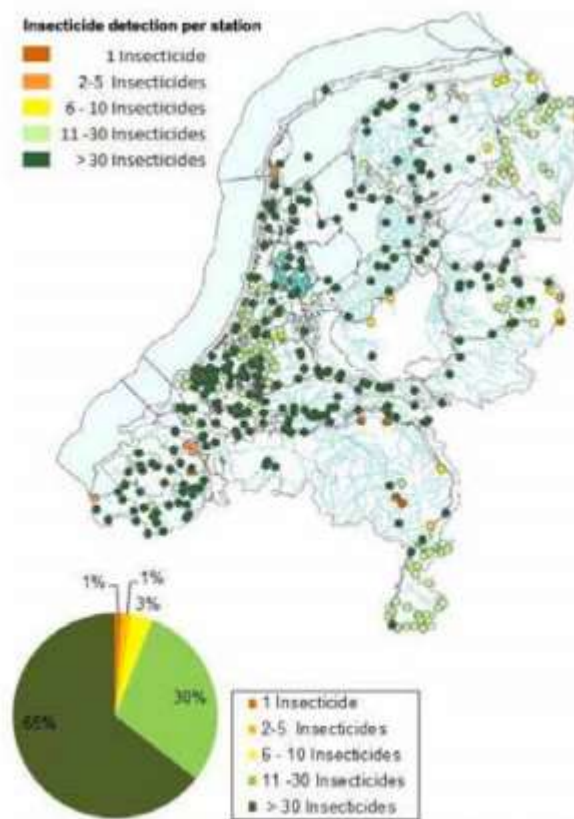 Insecticide detection per station
1 Insecticide
2-5 Insecticides
6 - 10 Insecticides
11 -30 Insecticides
> 30 Insecticides
1%
1%
3%
30%
65%
1 Insecticide
2-5 Insecticides
6 - 10 Insecticides
11 -30 Insecticides
> 30 Insecticides